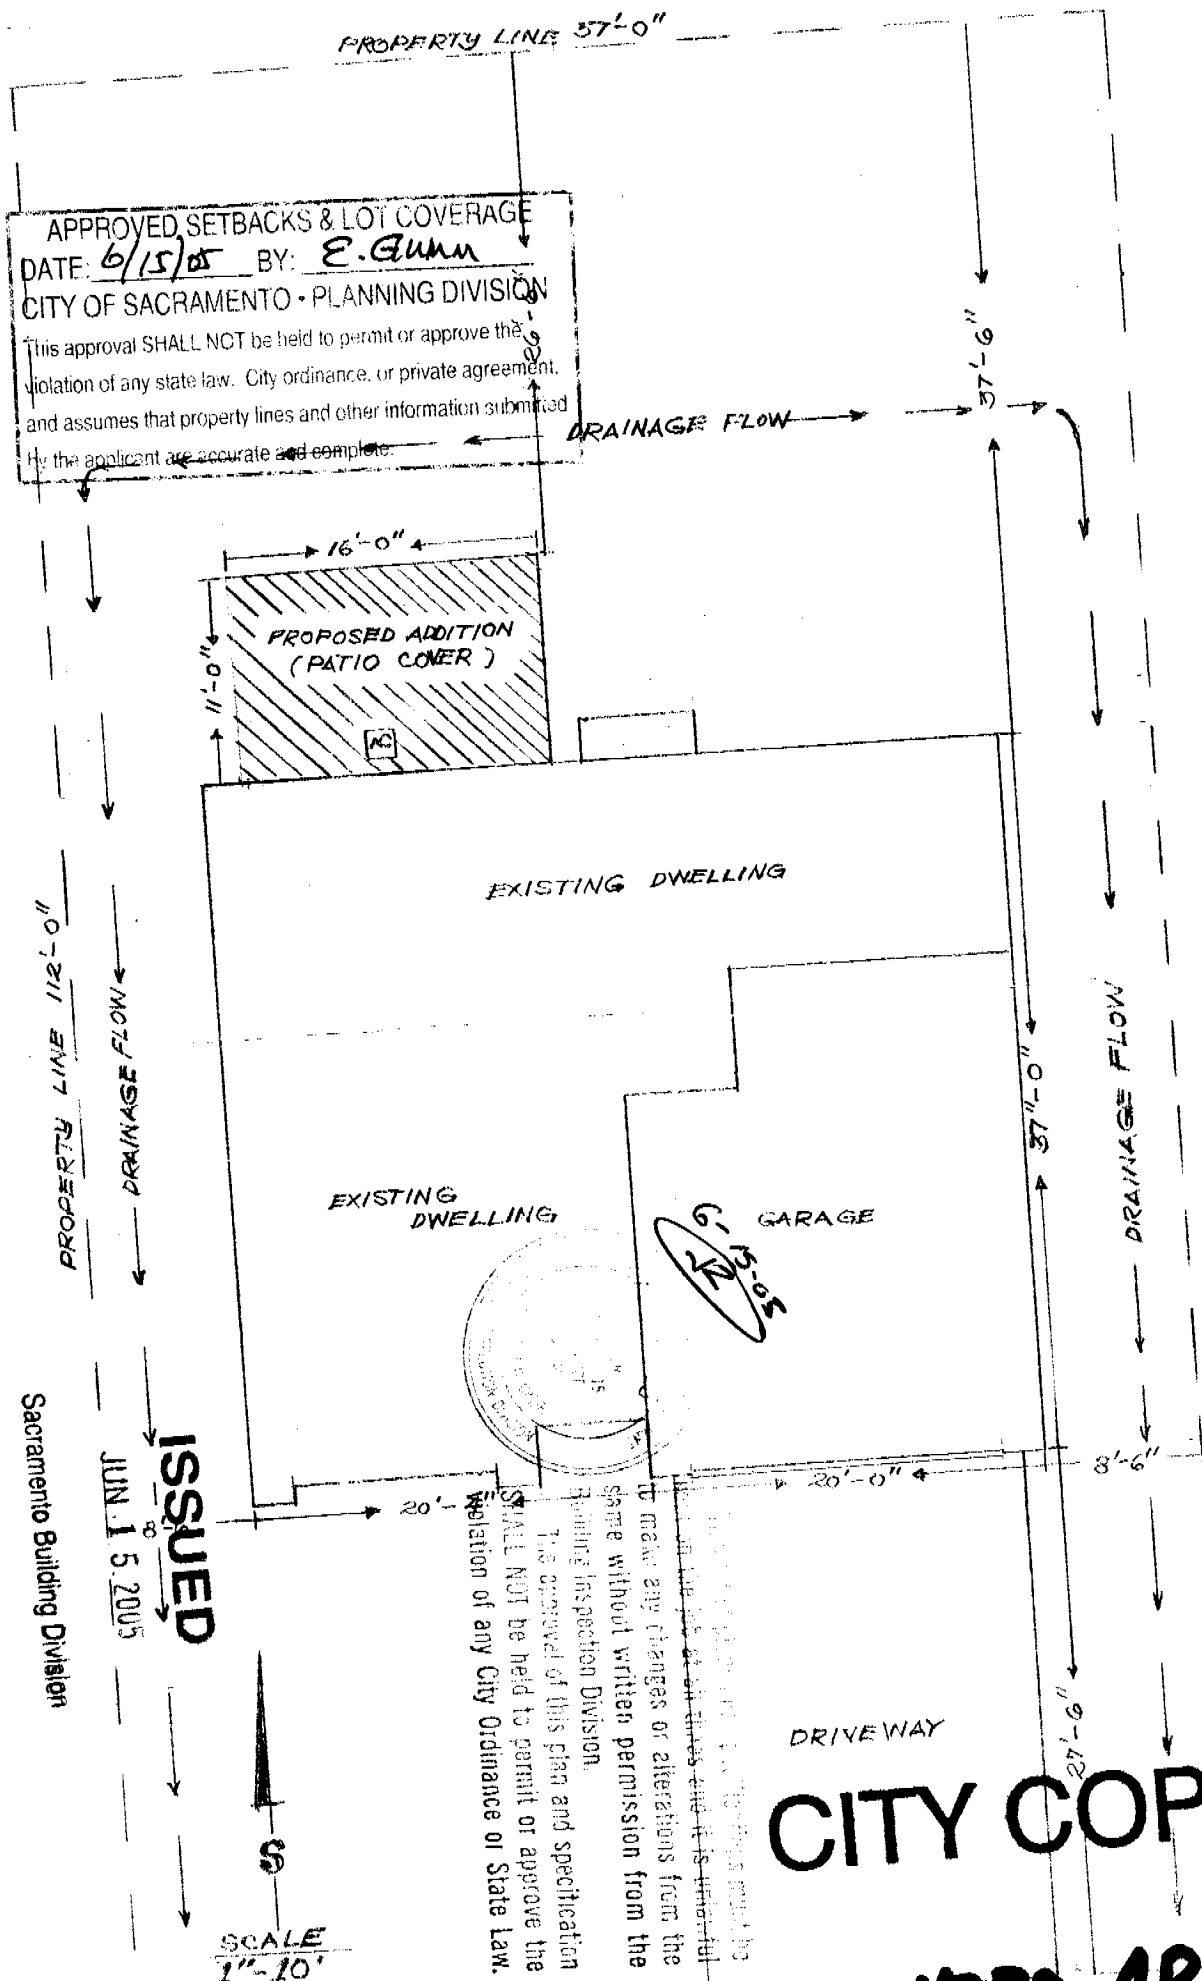 PROPERTY LINE 57'-0"
APPROVED SETBACKS & LOT COVERAGE
DATE: 6/15/05 BY: E. Gunn
CITY OF SACRAMENTO • PLANNING DIVISION
This approval SHALL NOT be held to permit or approve the
violation of any state law. City ordinance, or private agreement.
and assumes that property lines and other information submitted
by the applicant are accurate and complete.
37'-6"
DRAINAGE FLOW
16'-0"
11'-0"
PROPOSED ADDITION
(PATIO COVER)
EXISTING DWELLING
PROPERTY LINE 112'-0"
DRAINAGE FLOW
37"-0"
DRAINAGE FLOW
EXISTING
DWELLING
GARAGE
6-15-05
20'-0"
8'-6"
ISSUED
JUN 15 2005
Sacramento Building Division
to make any changes or alterations from the
same without written permission from the
Building Inspection Division.
The approval of this plan and specification
SHALL NOT be held to permit or approve the
violation of any City Ordinance or State Law.
DRIVEWAY
27'-6"
CITY COP
S
SCALE
1"-10'